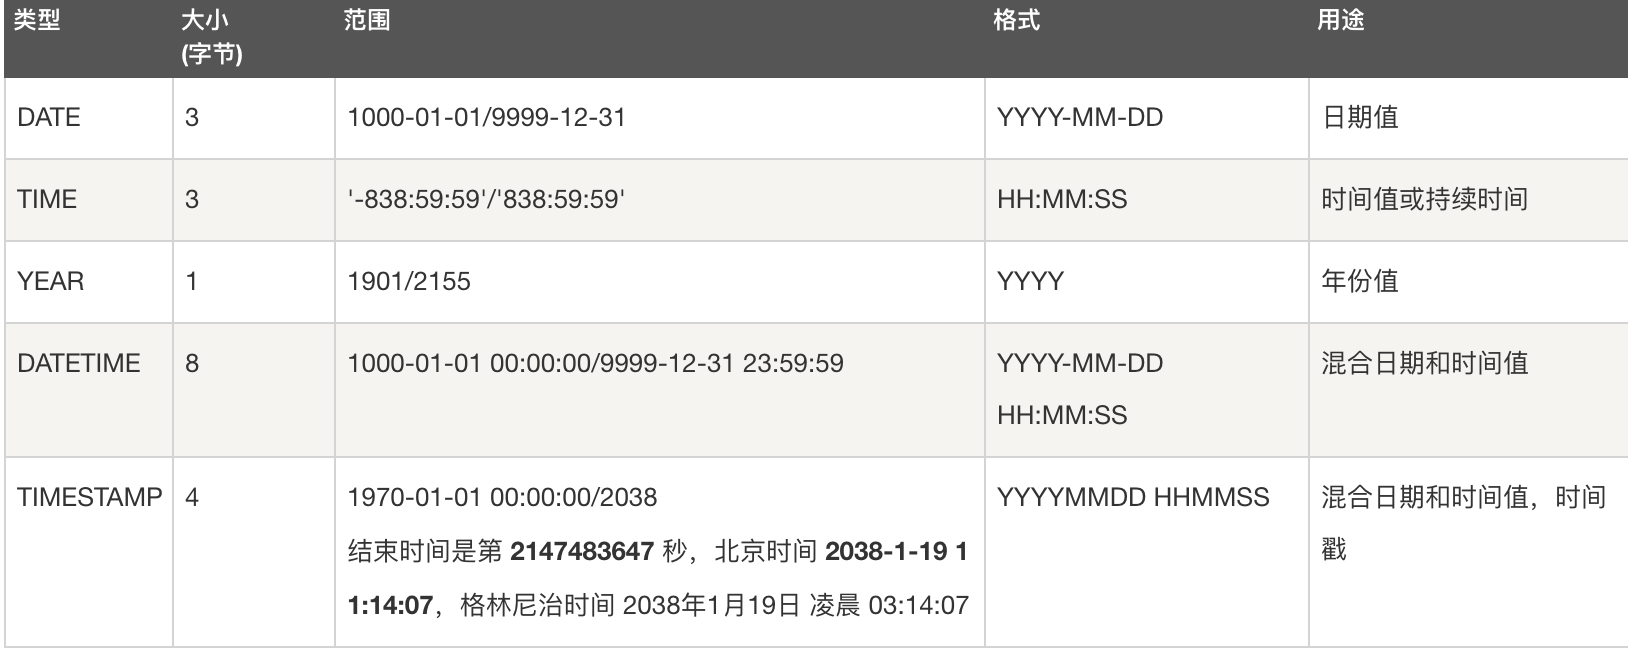 类型 大小 范围 格式 用途
(字节)
DATE 3 1000-01-01/9999-12-31 YYYY-MM-DD 日期值
TIME 3 '-838:59:59'/'838:59:59' HH:MM:SS 时间值或持续时间
YEAR 1 1901/2155 YYYY 年份值
DATETIME 8 1000-01-01 00:00:00/9999-12-31 23:59:59 YYYY-MM-DD 混合日期和时间值
HH:MM:SS
TIMESTAMP 4 1970-01-01 00:00:00/2038 YYYYMMDD HHMMSS 混合日期和时间值，时间
结束时间是第 2147483647 秒，北京时间 2038-1-19 1 戳
1:14:07，格林尼治时间 2038年1月19日 凌晨 03:14:07